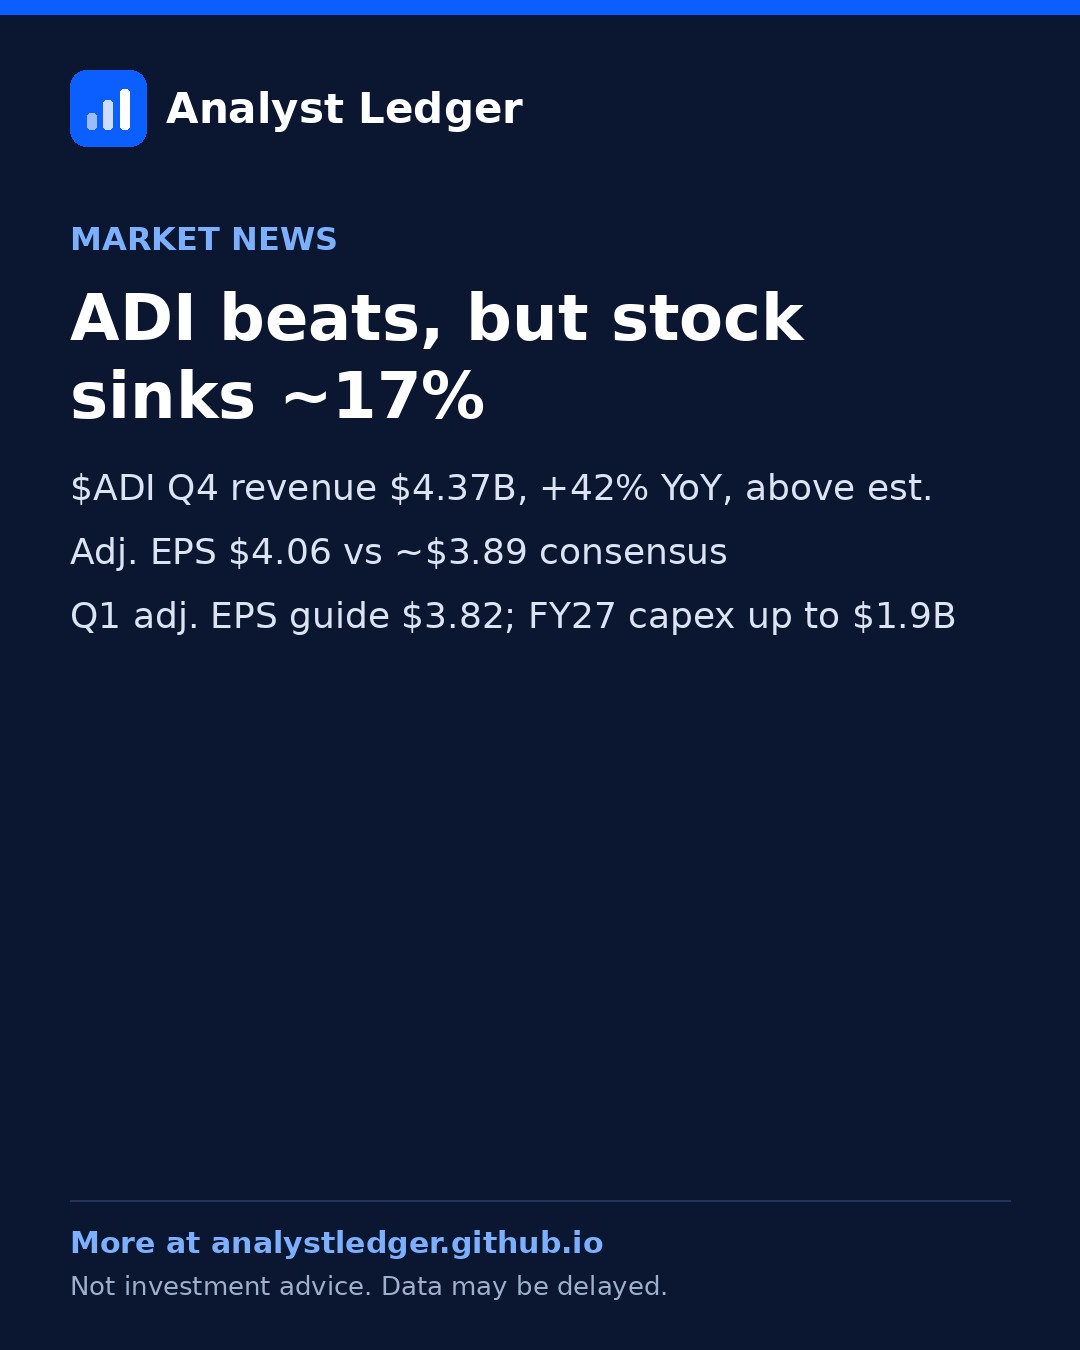 Analyst Ledger
MARKET NEWS
ADI beats, but stock
sinks ~17%
$ADI Q4 revenue $4.37B, +42% YoY, above est.
Adj. EPS $4.06 vs ~$3.89 consensus
Q1 adj. EPS guide $3.82; FY27 capex up to $1.9B
More at analystledger.github.io
Not investment advice. Data may be delayed.